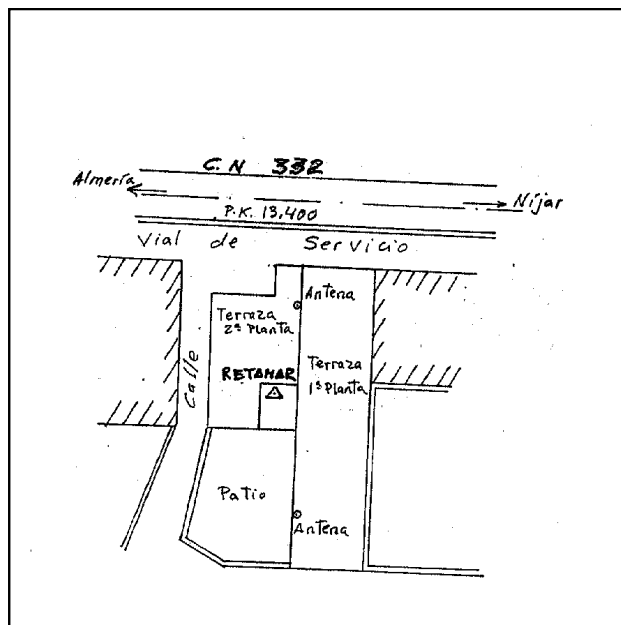 C.N 332
Almería
Níjar
P.K. 13,400
Vial de Servicio
Antena
Terraza
2ª Planta
Terraza
1ª Planta
RETAMAR
Calle
Patio
Antena